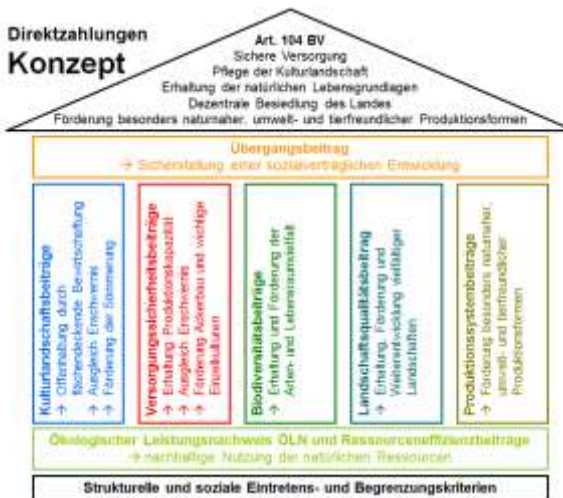 Direktzahlungen
Konzept
Art. 104 BV
Sichere Versorgung
Pflege der Kulturlandschaft
Erhaltung der natürlichen Lebensgrundlagen
Dezentrale Besiedlung des Landes
Förderung besonders naturnaher, umwelt- und tierfreundlicher Produktionsformen
Übergangsbeitrag
→ Sicherstellung einer sozialverträglichen Entwicklung
Kulturlandschaftsbeiträge
→ Offenhaltung durch
flächendeckende Bewirtschaftung
→ Ausgleich Erschwernis
→ Förderung der Sömmerung
Versorgungssicherheitsbeiträge
→ Erhaltung Produktionskapazität
→ Ausgleich Erschwernis
→ Förderung Ackerbau und wichtige
Einzelkulturen
Biodiversitätsbeiträge
→ Erhaltung und Förderung der
Arten- und Lebensraumvielfalt
Landschaftsqualitätsbeitrag
→ Erhaltung, Förderung und
Weiterentwicklung vielfältiger
Landschaften
Produktionssystembeiträge
→ Förderung besonders naturnaher,
umwelt- und tierfreundlicher
Produktionsformen
Ökologischer Leistungsnachweis ÖLN und Ressourceneffizienzbeiträge
→ nachhaltige Nutzung der natürlichen Ressourcen
Strukturelle und soziale Eintretens- und Begrenzungskriterien